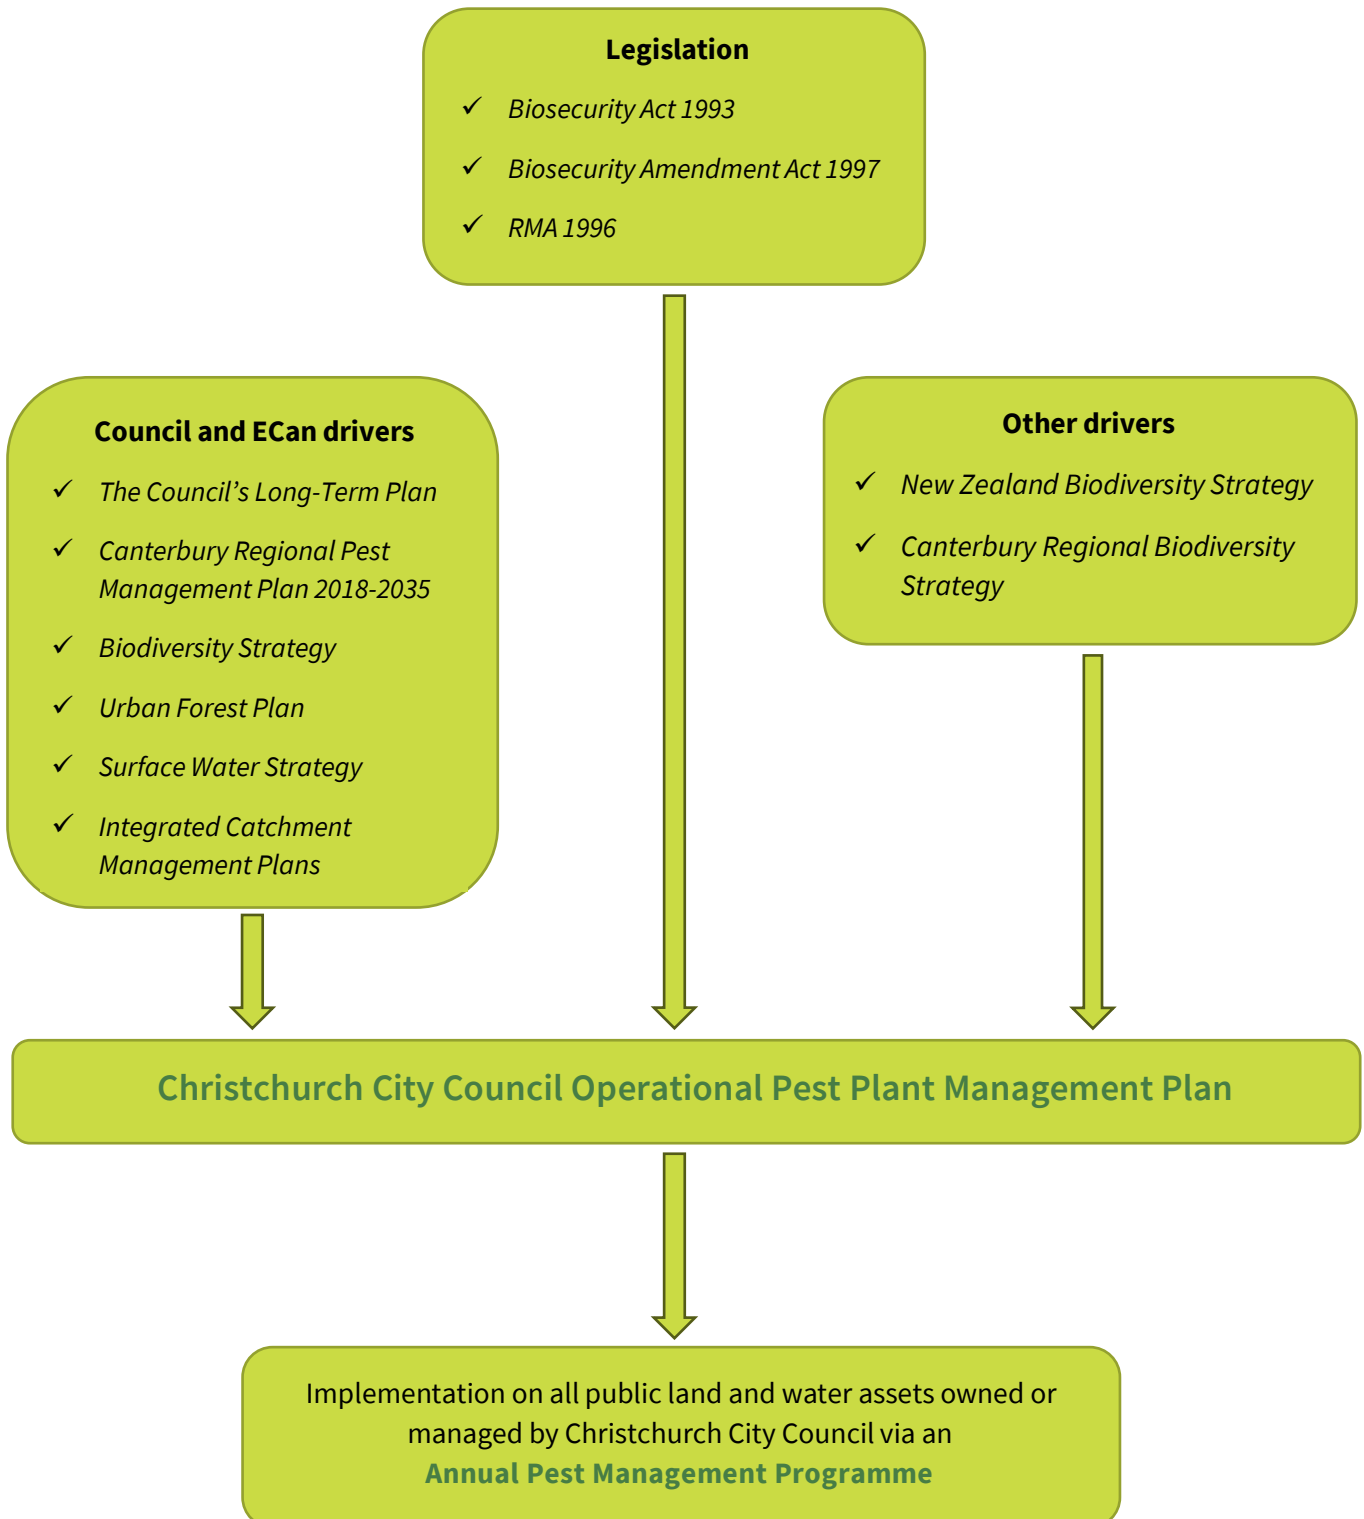 Legislation
✓ Biosecurity Act 1993
✓ Biosecurity Amendment Act 1997
✓ RMA 1996
Council and ECan drivers
✓ The Council’s Long-Term Plan
✓ Canterbury Regional Pest
Management Plan 2018-2035
✓ Biodiversity Strategy
✓ Urban Forest Plan
✓ Surface Water Strategy
✓ Integrated Catchment
Management Plans
Other drivers
✓ New Zealand Biodiversity Strategy
✓ Canterbury Regional Biodiversity
Strategy
Christchurch City Council Operational Pest Plant Management Plan
Implementation on all public land and water assets owned or
managed by Christchurch City Council via an
Annual Pest Management Programme